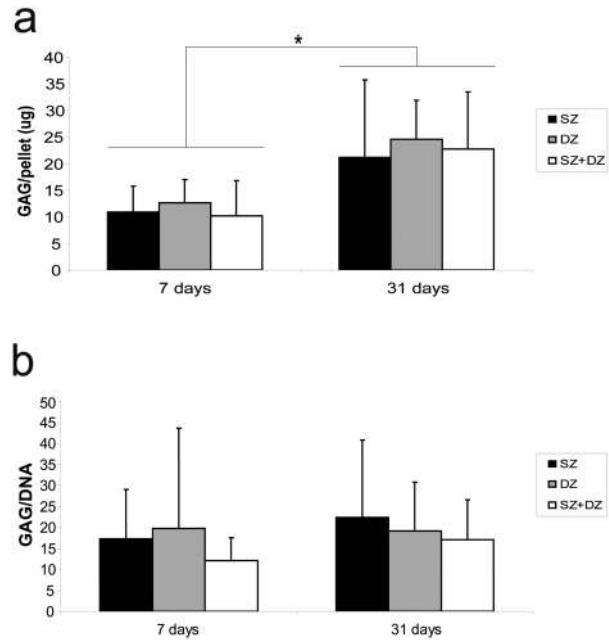 a
*
GAG/pellet (ug)
40
35
30
25
20
15
10
5
0
7 days
31 days
SZ
DZ
SZ+DZ
b
GAG/DNA
50
45
40
35
30
25
20
15
10
5
0
7 days
31 days
SZ
DZ
SZ+DZ